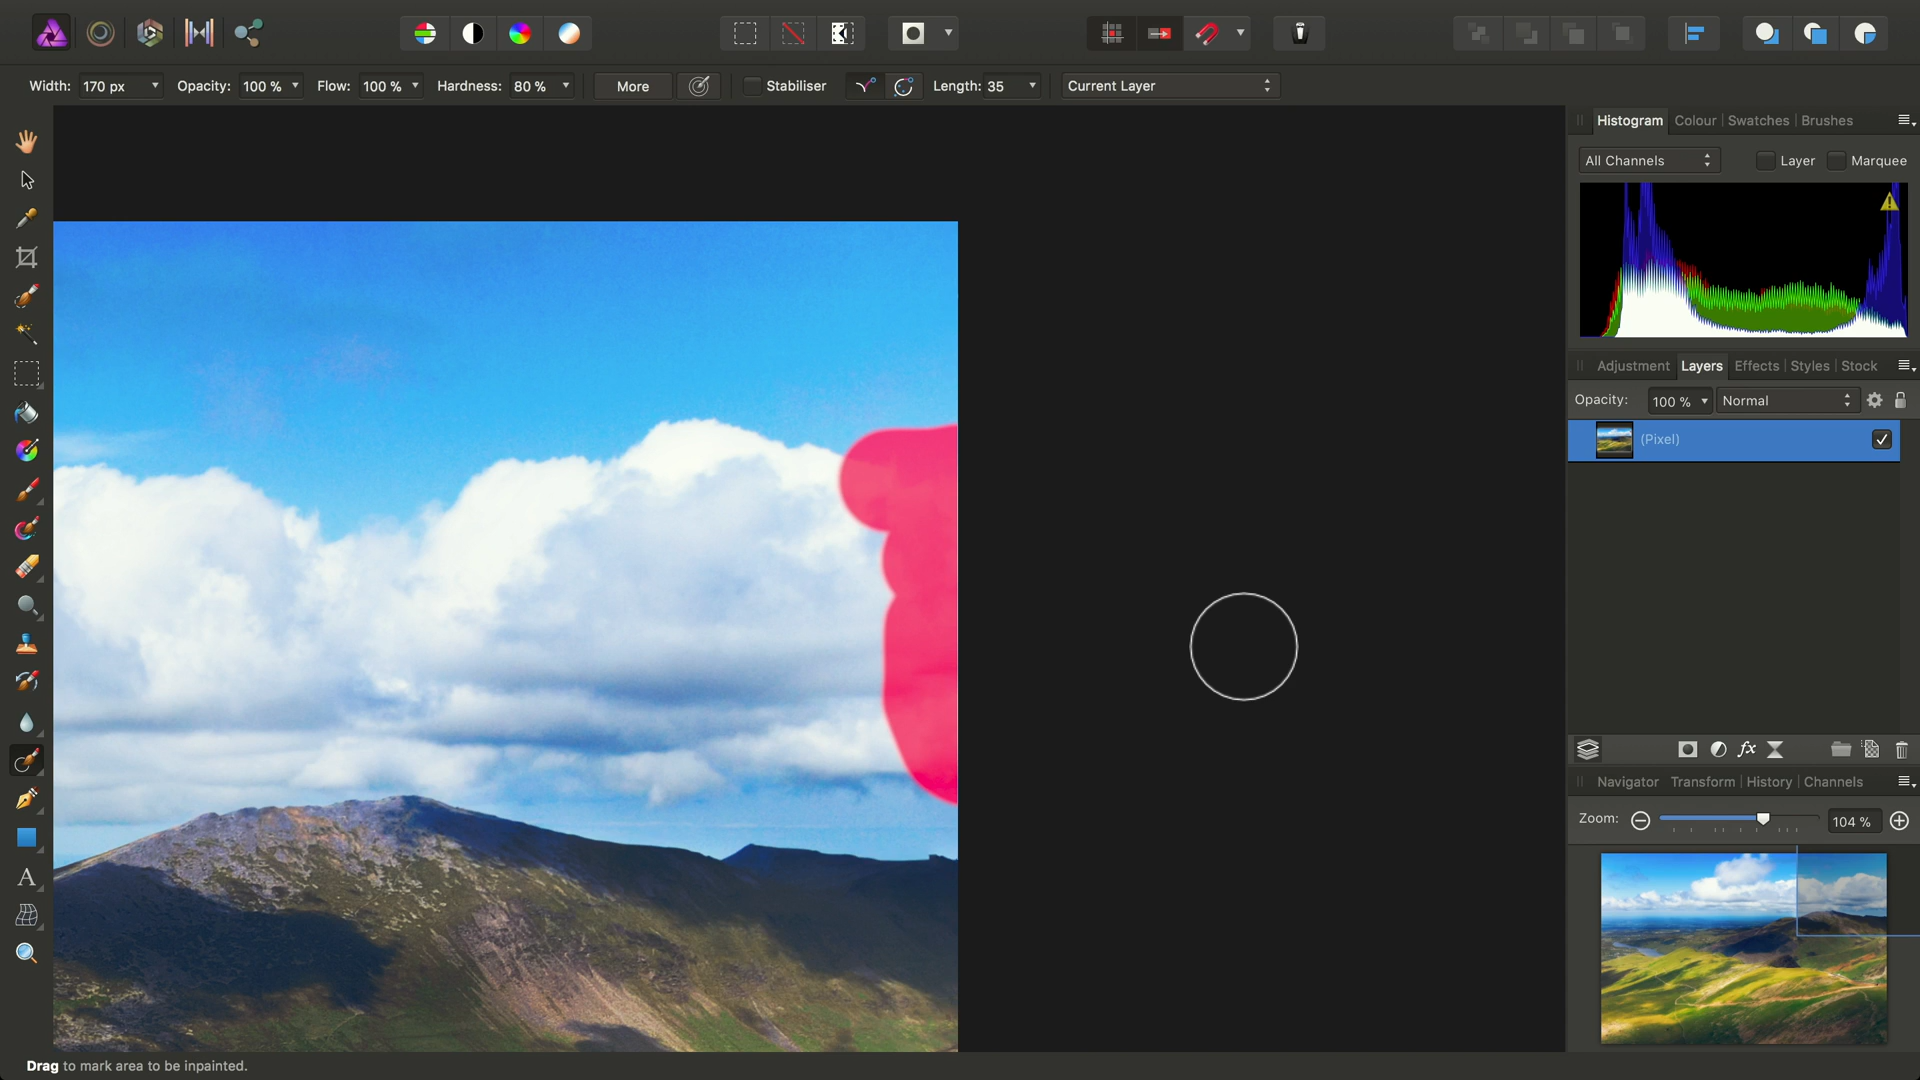 Width: 170 px Opacity: 100 % Flow: 100 % Hardness: 80 % More Stabiliser Length: 35 Current Layer
Histogram Colour Swatches Brushes
All Channels Layer Marquee
Adjustment Layers Effects Styles Stock
Opacity: 100 % Normal
(Pixel)
fx
Navigator Transform History Channels
Zoom: 104 %
A
Drag to mark area to be inpainted.